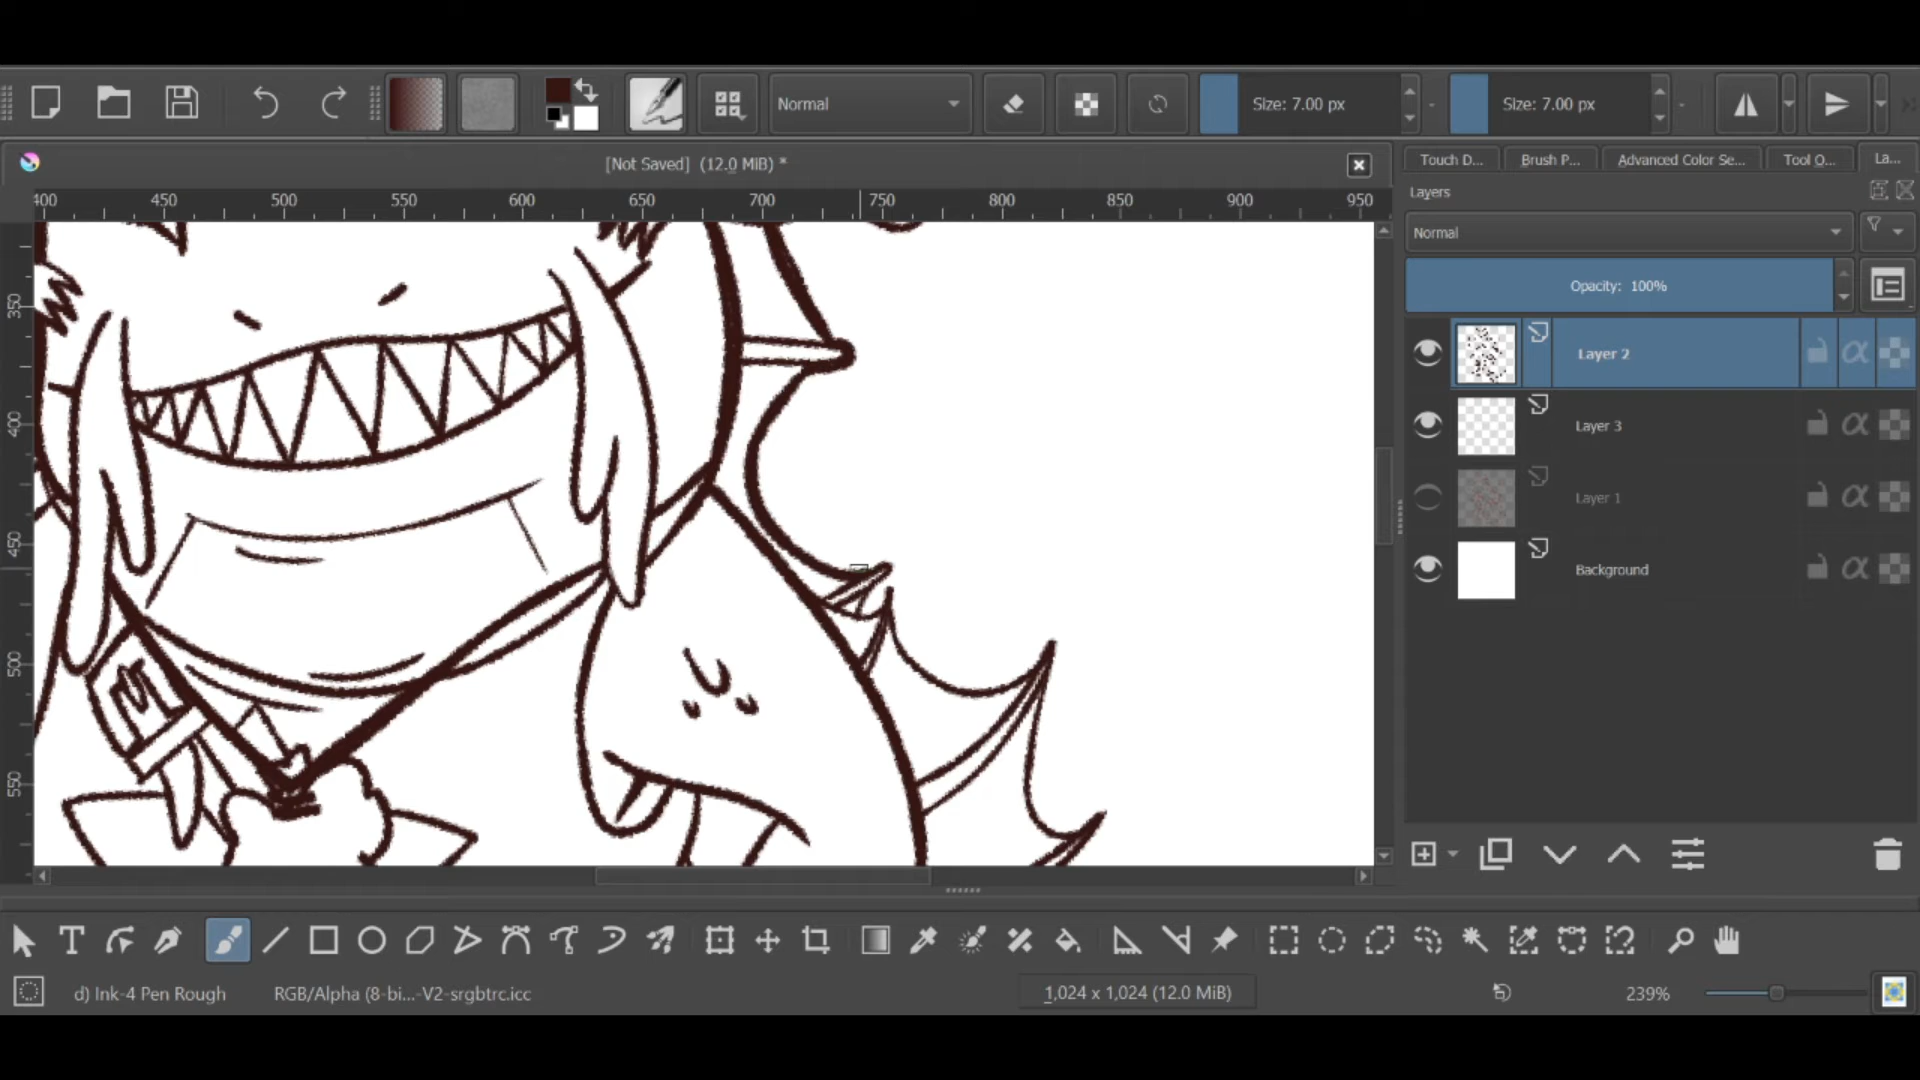 Normal
Size: 7.00 px
Size: 7.00 px
[Not Saved] (12.0 MiB) *
Touch D...
Brush P...
Advanced Color Se...
Tool O...
La...
400 450 500 550 600 650 700 750 800 850 900 950
Layers
Normal
Opacity: 100%
350
400
450
500
550
Layer 2
Layer 3
Layer 1
Background
d) Ink-4 Pen Rough
RGB/Alpha (8-bi...-V2-srgbtrc.icc
1,024 x 1,024 (12.0 MiB)
239%